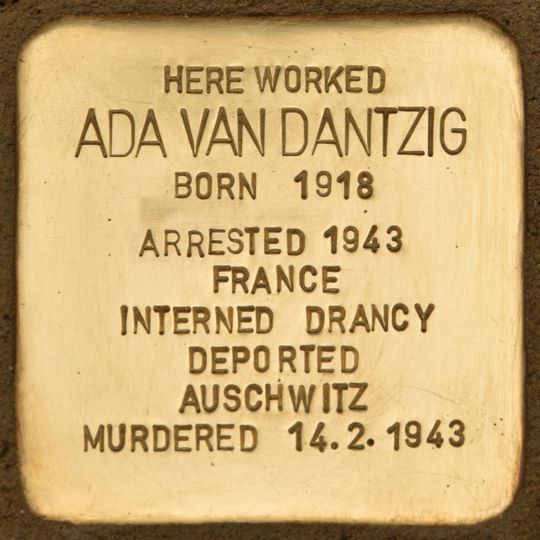 HERE WORKED
ADA VAN DANTZIG
BORN 1918
ARRESTED 1943
FRANCE
INTERNED DRANCY
DEPORTED
AUSCHWITZ
MURDERED 14.2.1943